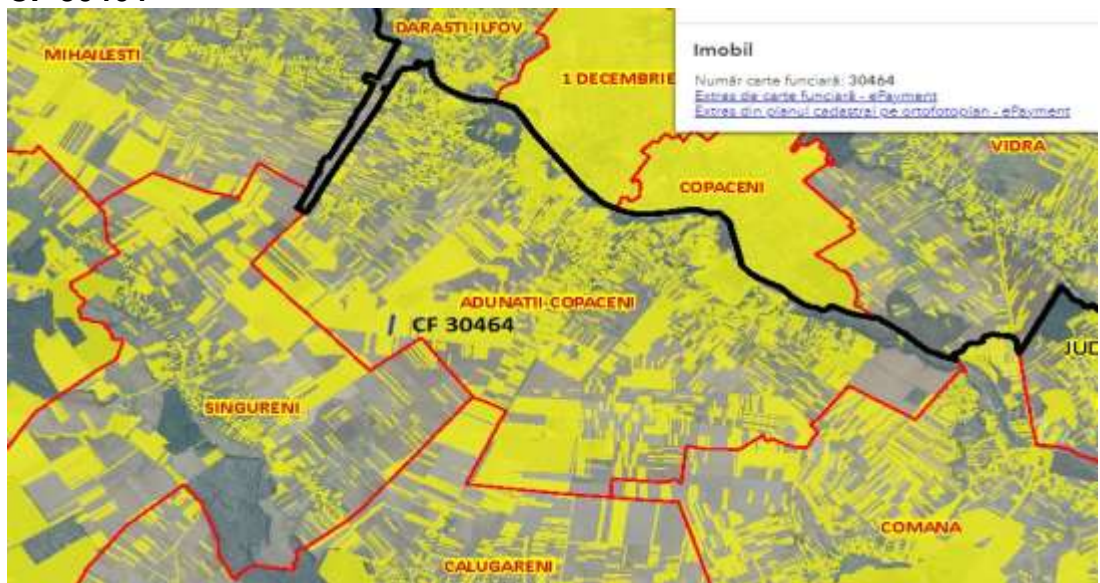 DARASTI-ILFOV
MIHAILESTI
1 DECEMBRIE
Imobil
Număr carte funciară: 30464
Extras de carte funciară - ePayment
Extras din planul cadastral pe ortofotoplan - ePayment
VIDRA
COPACENI
ADUNATII-COPACENI
CF 30464
JUD
SINGURENI
COMANA
CALUGARENI